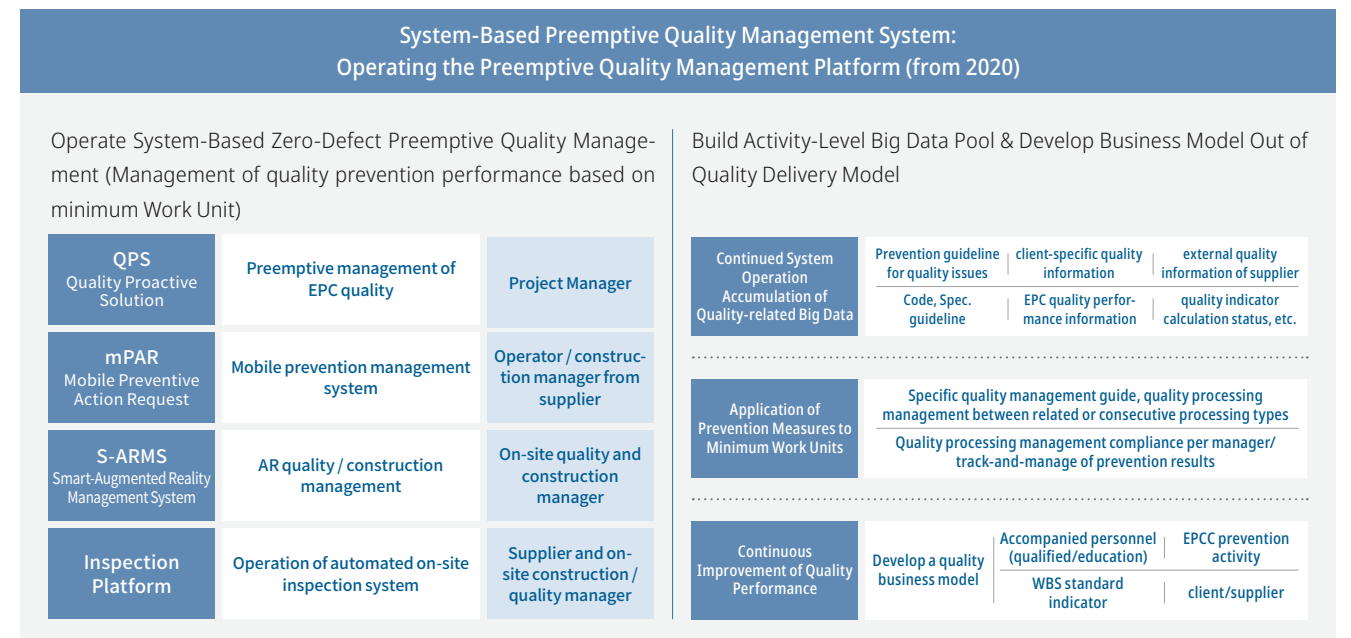 System-Based Preemptive Quality Management System:
Operating the Preemptive Quality Management Platform (from 2020)
Operate System-Based Zero-Defect Preemptive Quality Manage-
ment (Management of quality prevention performance based on
minimum Work Unit)
QPS
Quality Proactive
Solution
Preemptive management of
EPC quality
Project Manager
mPAR
Mobile Preventive
Action Request
Mobile prevention management
system
Operator / construc-
tion manager from
supplier
S-ARMS
Smart-Augmented Reality
Management System
AR quality / construction
management
On-site quality and
construction
manager
Inspection
Platform
Operation of automated on-site
inspection system
Supplier and on-
site construction /
quality manager
Build Activity-Level Big Data Pool & Develop Business Model Out of
Quality Delivery Model
Continued System
Operation
Accumulation of
Quality-related Big Data
Prevention guideline
for quality issues
client-specific quality
information
external quality
information of supplier
Code, Spec.
guideline
EPC quality perfor-
mance information
quality indicator
calculation status, etc.
Application of
Prevention Measures to
Minimum Work Units
Specific quality management guide, quality processing
management between related or consecutive processing types
Quality processing management compliance per manager/
track-and-manage of prevention results
Continuous
Improvement of Quality
Performance
Develop a quality
business model
Accompanied personnel
(qualified/education)
EPCC prevention
activity
WBS standard
indicator
client/supplier